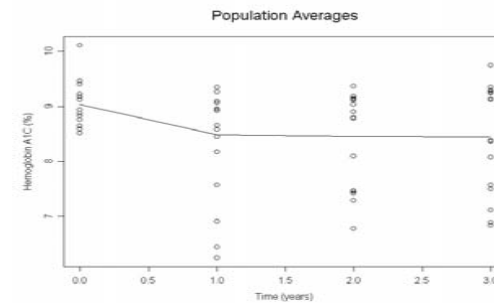 Population Averages
Hemoglobin A1C (%)
10
9
8
7
0.0 0.5 1.0 1.5 2.0 2.5 3.0
Time (years)